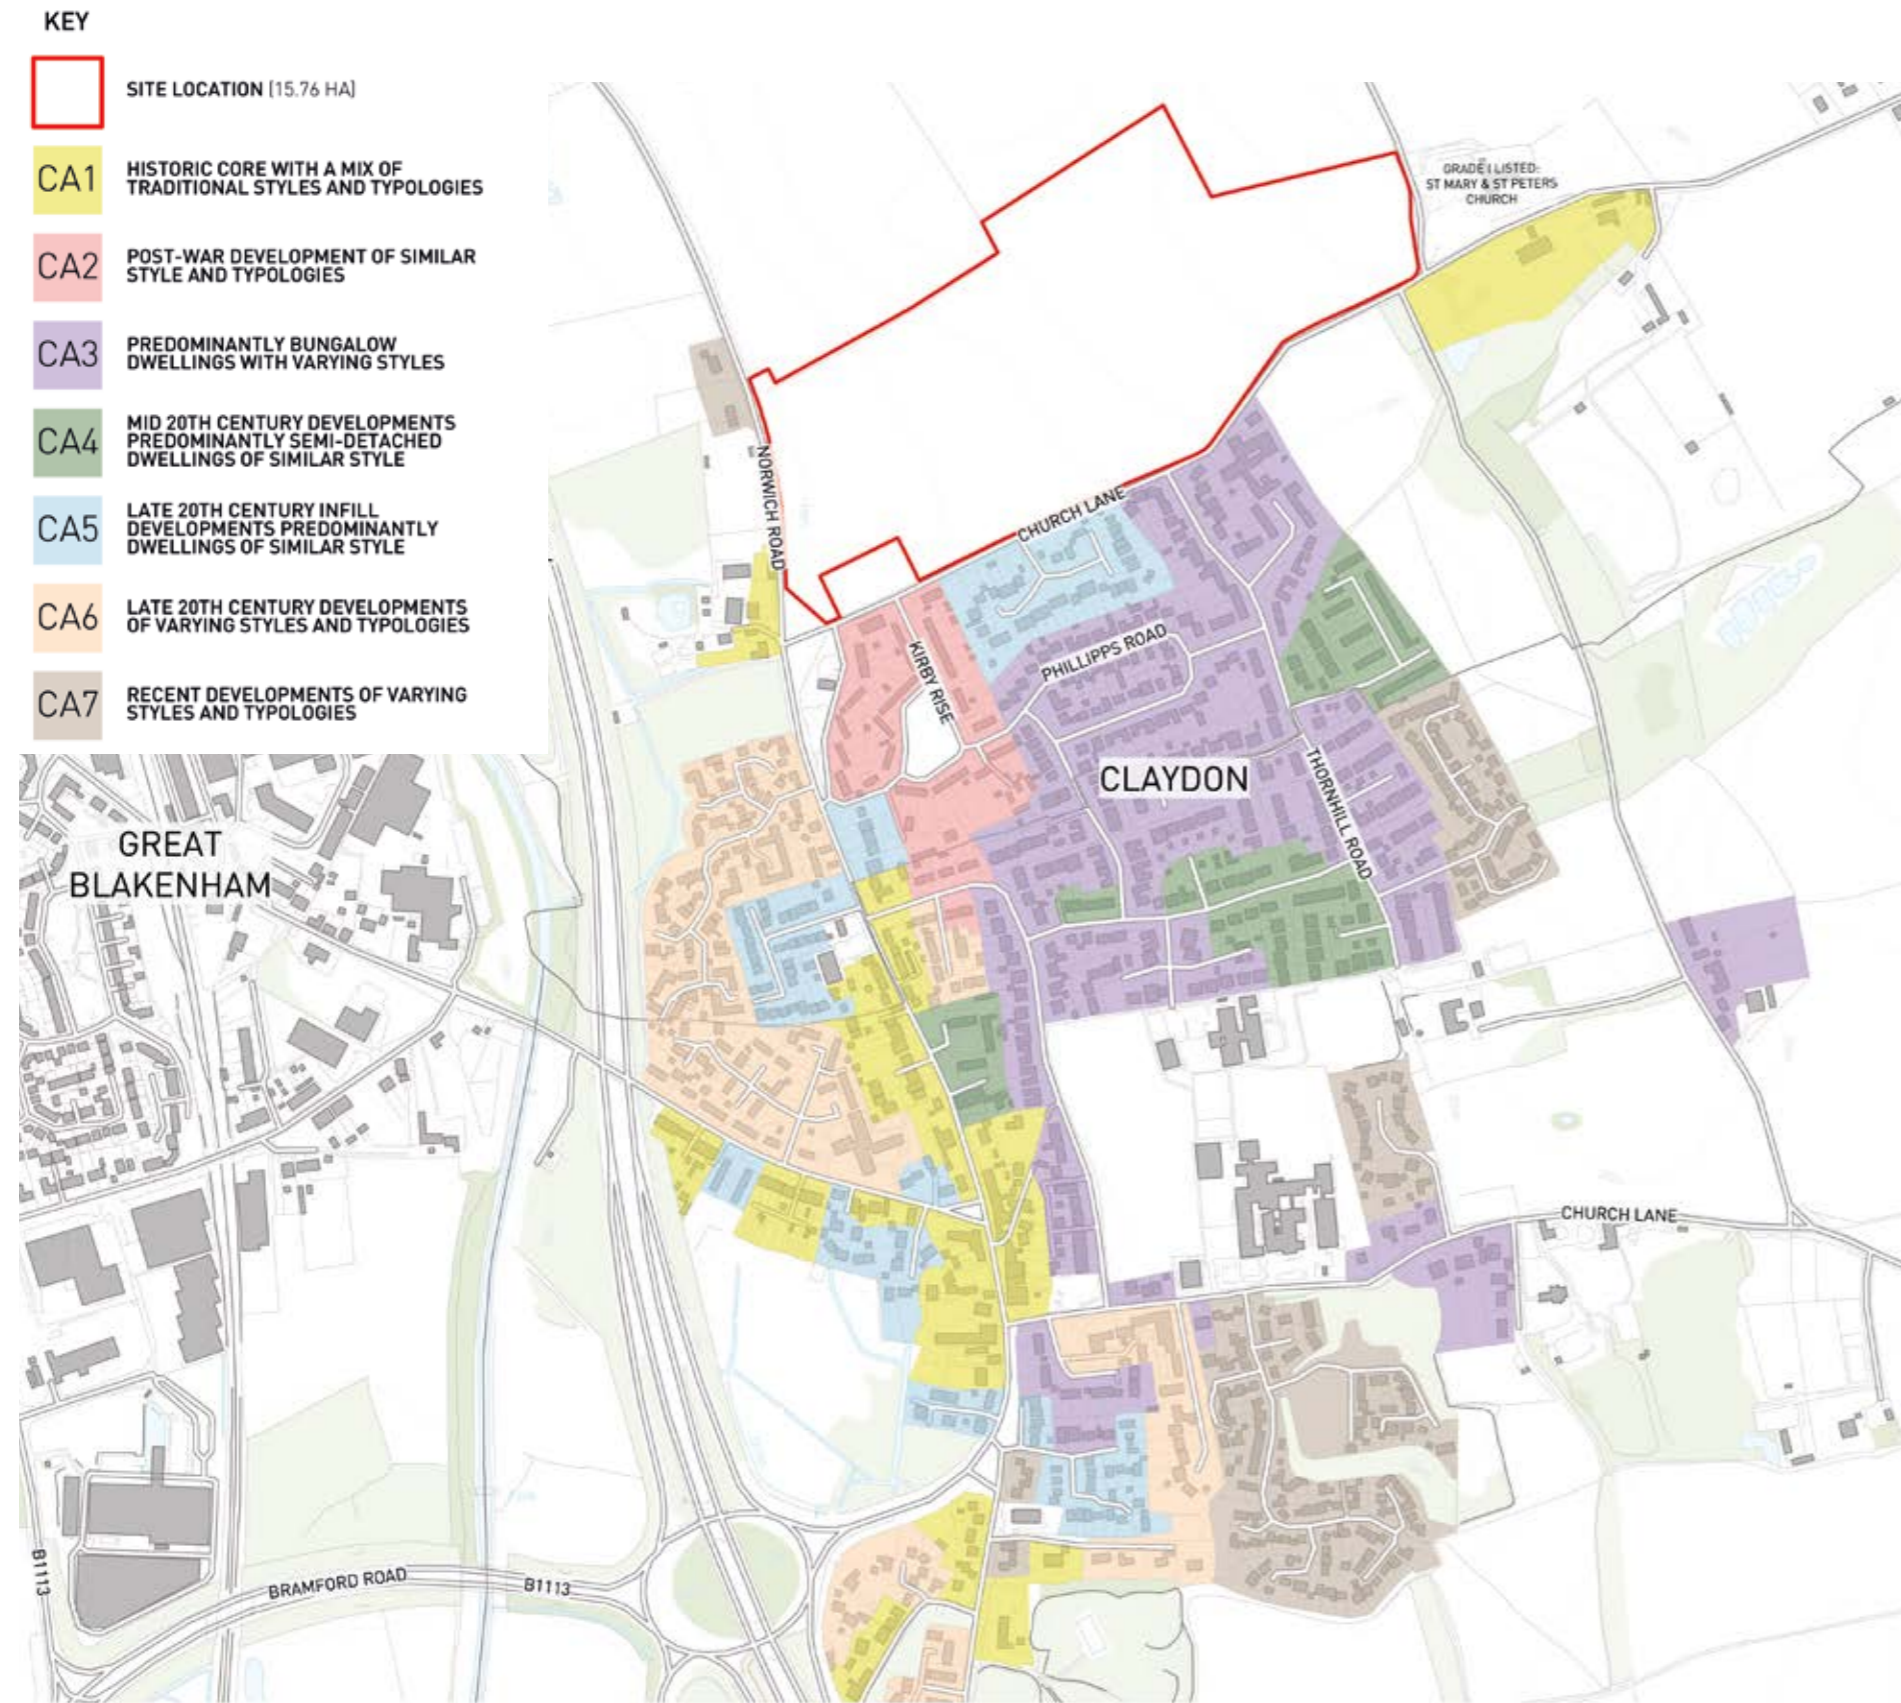 KEY
SITE LOCATION (15.76 HA)
CA1
HISTORIC CORE WITH A MIX OF
TRADITIONAL STYLES AND TYPOLOGIES
CA2
POST-WAR DEVELOPMENT OF SIMILAR
STYLE AND TYPOLOGIES
CA3
PREDOMINANTLY BUNGALOW
DWELLINGS WITH VARYING STYLES
CA4
MID 20TH CENTURY DEVELOPMENTS
PREDOMINANTLY SEMI-DETACHED
DWELLINGS OF SIMILAR STYLE
CA5
LATE 20TH CENTURY INFILL
DEVELOPMENTS PREDOMINANTLY
DWELLINGS OF SIMILAR STYLE
CA6
LATE 20TH CENTURY DEVELOPMENTS
OF VARYING STYLES AND TYPOLOGIES
CA7
RECENT DEVELOPMENTS OF VARYING
STYLES AND TYPOLOGIES
GRADE I LISTED:
ST MARY & ST PETERS
CHURCH
NORWICH ROAD
CHURCH LANE
KIRBY RISE
PHILLIPPS ROAD
CLAYDON
THORNHILL ROAD
GREAT
BLAKENHAM
CHURCH LANE
B1113
BRAMFORD ROAD
B1113